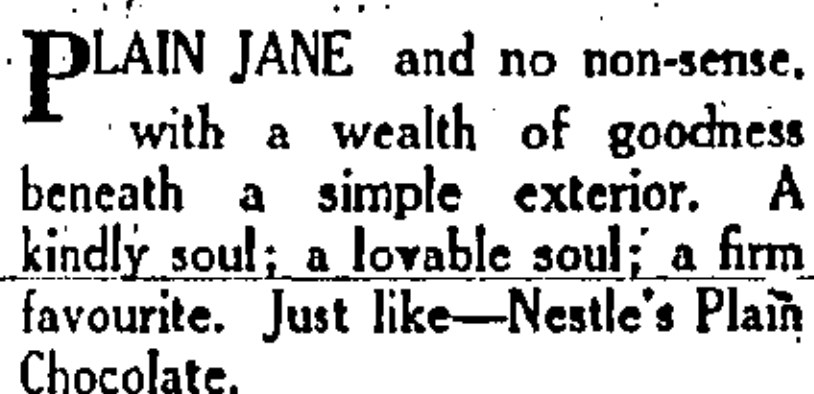 PLAIN JANE and no non-sense,
with a wealth of goodness
beneath a simple exterior. A
kindly soul; a lovable soul; a firm
favourite. Just like—Nestle's Plain
Chocolate.